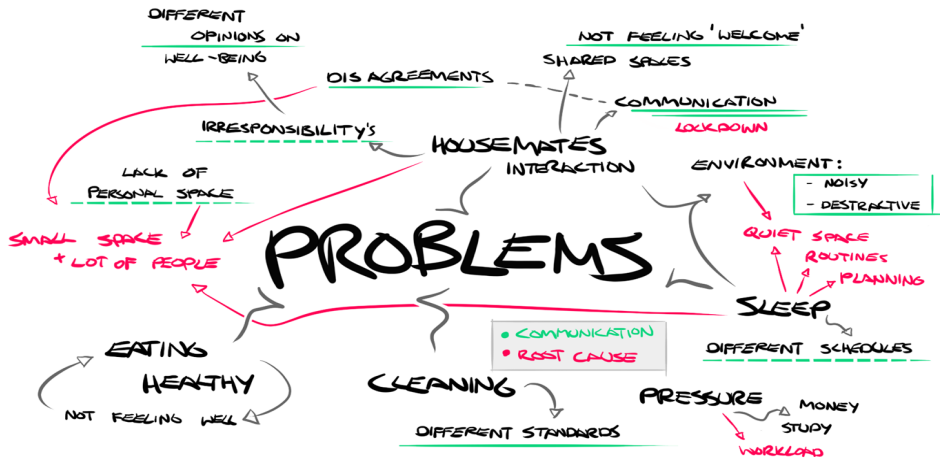 DIFFERENT
OPINIONS ON
WELL-BEING
NOT FEELING 'WELCOME'
SHARED SPACES
DISAGREEMENTS
COMMUNICATION
LOCKDOWN
IRRESPONSIBILITY'S
HOUSEMATES
INTERACTION
ENVIRONMENT:
- NOISY
- DESTRACTIVE
LACK OF
PERSONAL SPACE
SMALL SPACE
+ LOT OF PEOPLE
PROBLEMS
QUIET SPACE
ROUTINES
PLANNING
SLEEP
DIFFERENT SCHEDULES
• COMMUNICATION
• ROOT CAUSE
EATING
HEALTHY
NOT FEELING WELL
CLEANING
DIFFERENT STANDARDS
PRESSURE
MONEY
STUDY
WORKLOAD